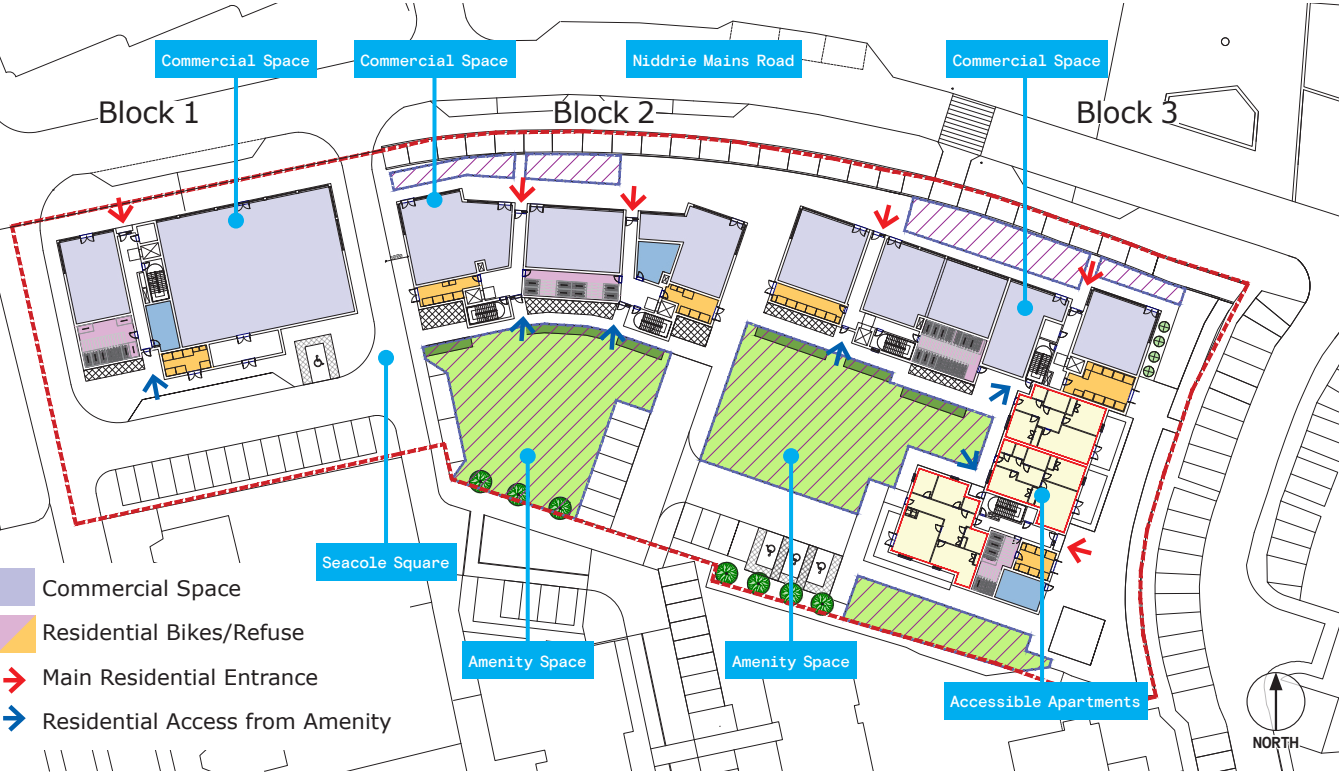 Commercial Space
Commercial Space
Niddrie Mains Road
Commercial Space
Block 1
Block 2
Block 3
Seacole Square
Commercial Space
Residential Bikes/Refuse
Main Residential Entrance
Residential Access from Amenity
Amenity Space
Amenity Space
Accessible Apartments
NORTH